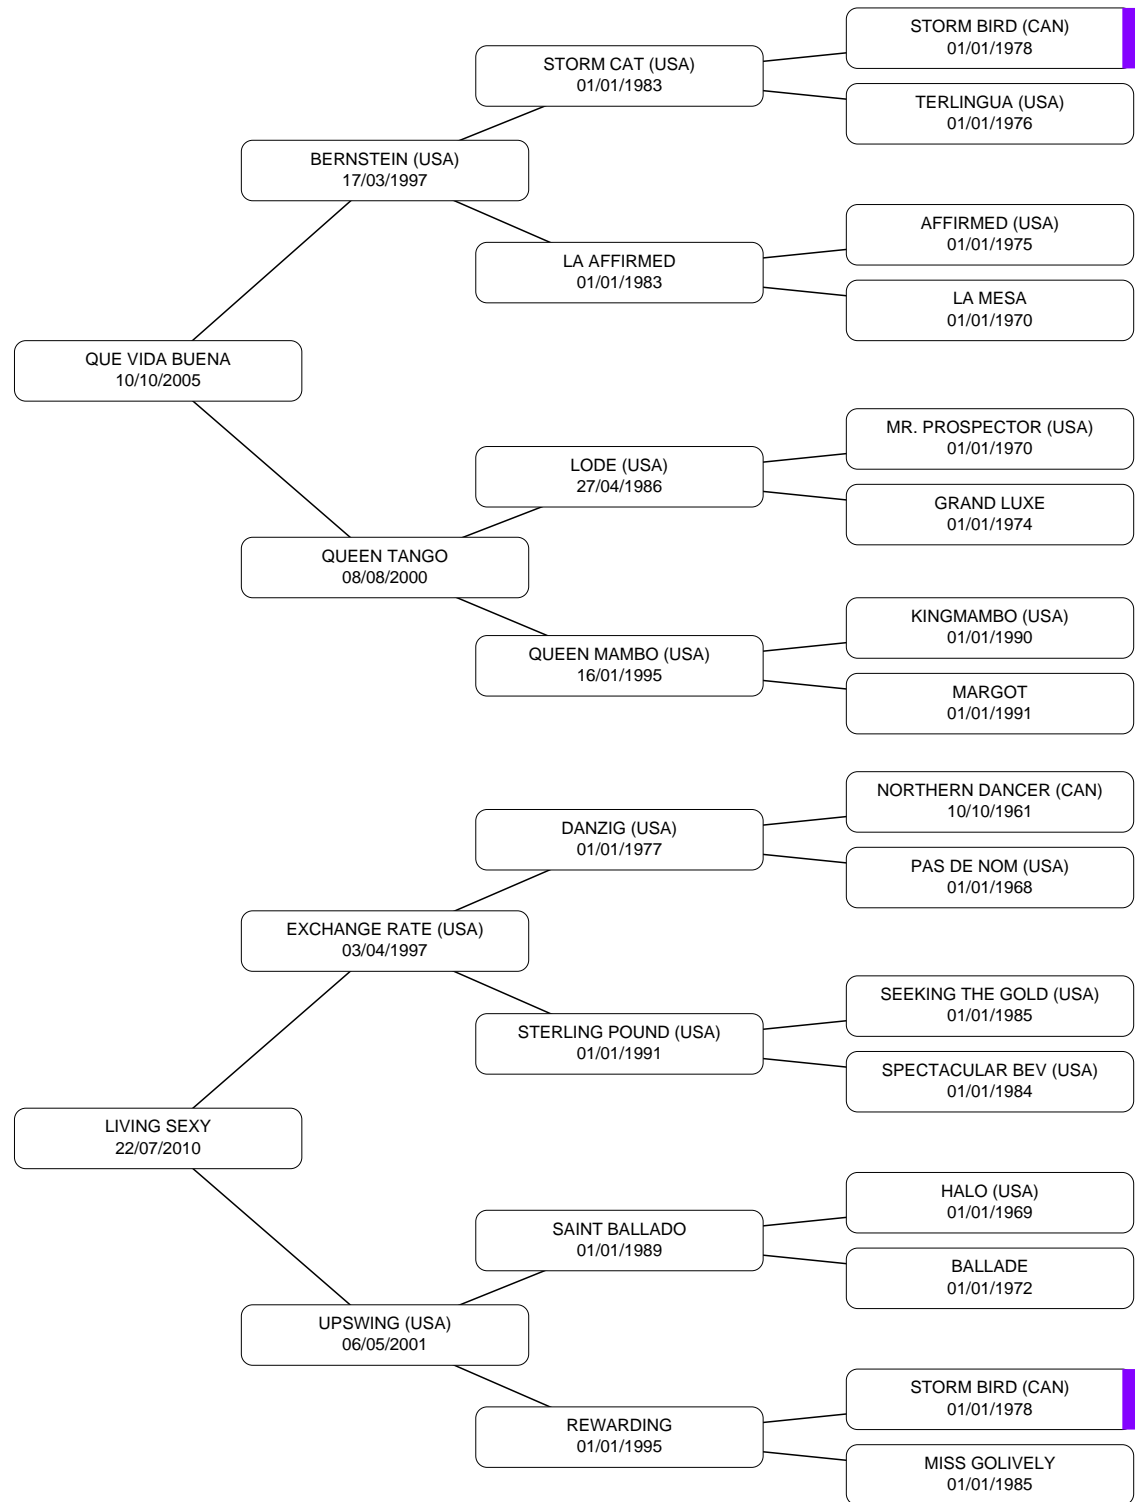 STORM BIRD (CAN)
01/01/1978
STORM CAT (USA)
01/01/1983
TERLINGUA (USA)
01/01/1976
BERNSTEIN (USA)
17/03/1997
AFFIRMED (USA)
01/01/1975
LA AFFIRMED
01/01/1983
LA MESA
01/01/1970
QUE VIDA BUENA
10/10/2005
MR. PROSPECTOR (USA)
01/01/1970
LODE (USA)
27/04/1986
GRAND LUXE
01/01/1974
QUEEN TANGO
08/08/2000
KINGMAMBO (USA)
01/01/1990
QUEEN MAMBO (USA)
16/01/1995
MARGOT
01/01/1991
NORTHERN DANCER (CAN)
10/10/1961
DANZIG (USA)
01/01/1977
PAS DE NOM (USA)
01/01/1968
EXCHANGE RATE (USA)
03/04/1997
SEEKING THE GOLD (USA)
01/01/1985
STERLING POUND (USA)
01/01/1991
SPECTACULAR BEV (USA)
01/01/1984
LIVING SEXY
22/07/2010
HALO (USA)
01/01/1969
SAINT BALLADO
01/01/1989
BALLADE
01/01/1972
UPSWING (USA)
06/05/2001
STORM BIRD (CAN)
01/01/1978
REWARDING
01/01/1995
MISS GOLIVELY
01/01/1985